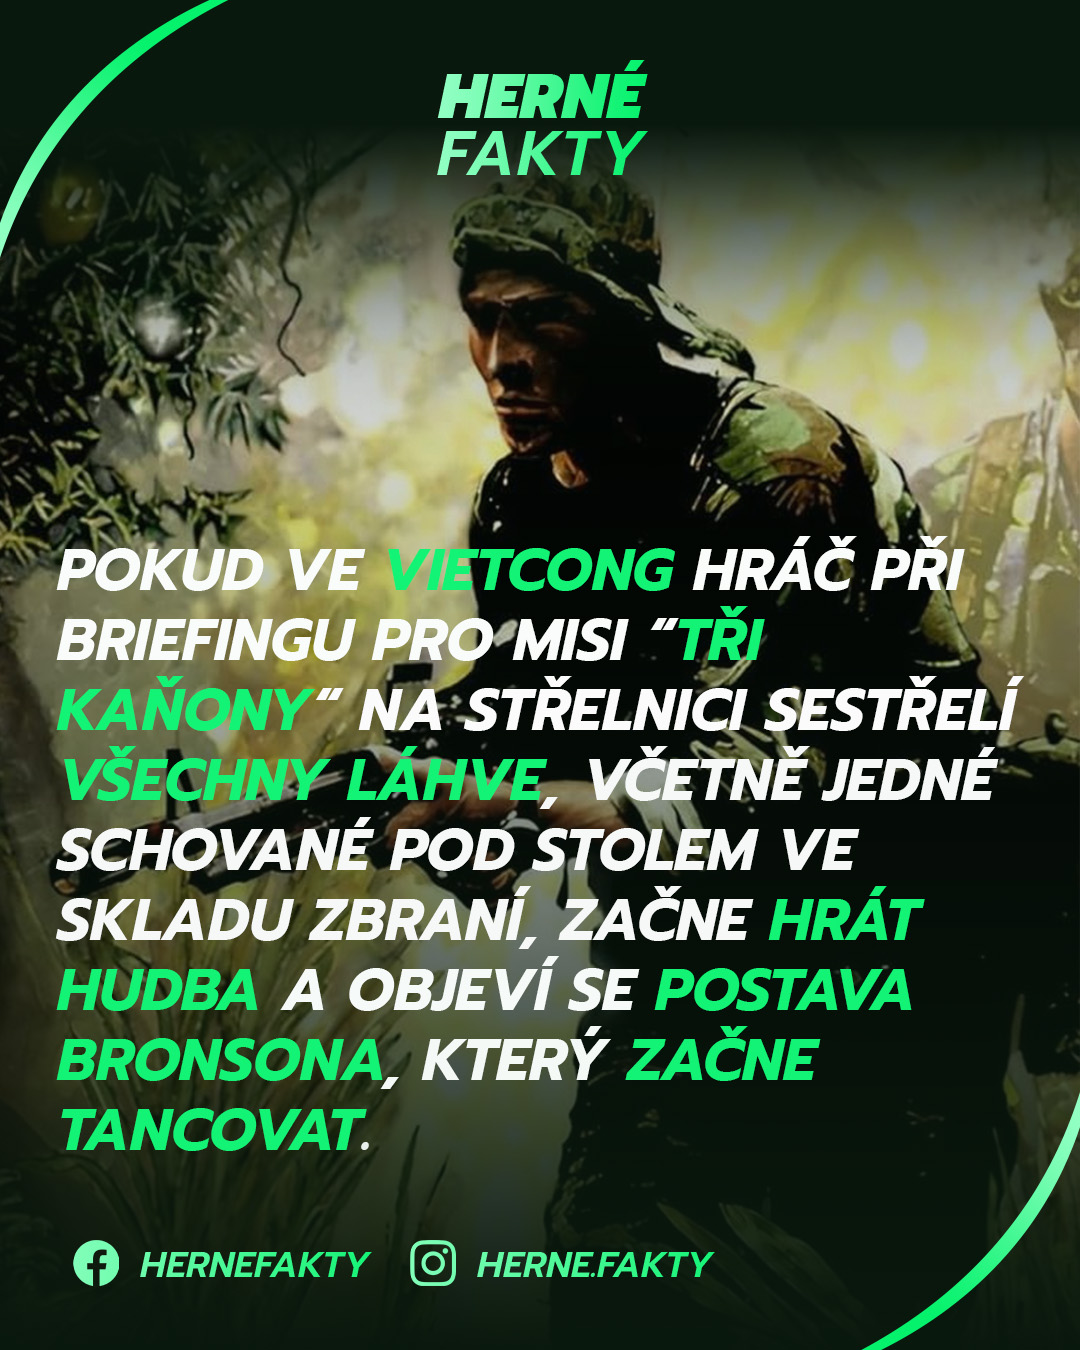 HERNÉ
FAKTY
POKUD VE VIETCONG HRÁČ PŘI
BRIEFINGU PRO MISI “TŘI
KAŇONY“ NA STŘELNICI SESTŘELÍ
VŠECHNY LÁHVE, VČETNĚ JEDNÉ
SCHOVANÉ POD STOLEM VE
SKLADU ZBRANÍ, ZAČNE HRÁT
HUDBA A OBJEVÍ SE POSTAVA
BRONSONA, KTERÝ ZAČNE
TANCOVAT.
HERNEFAKTY HERNE.FAKTY